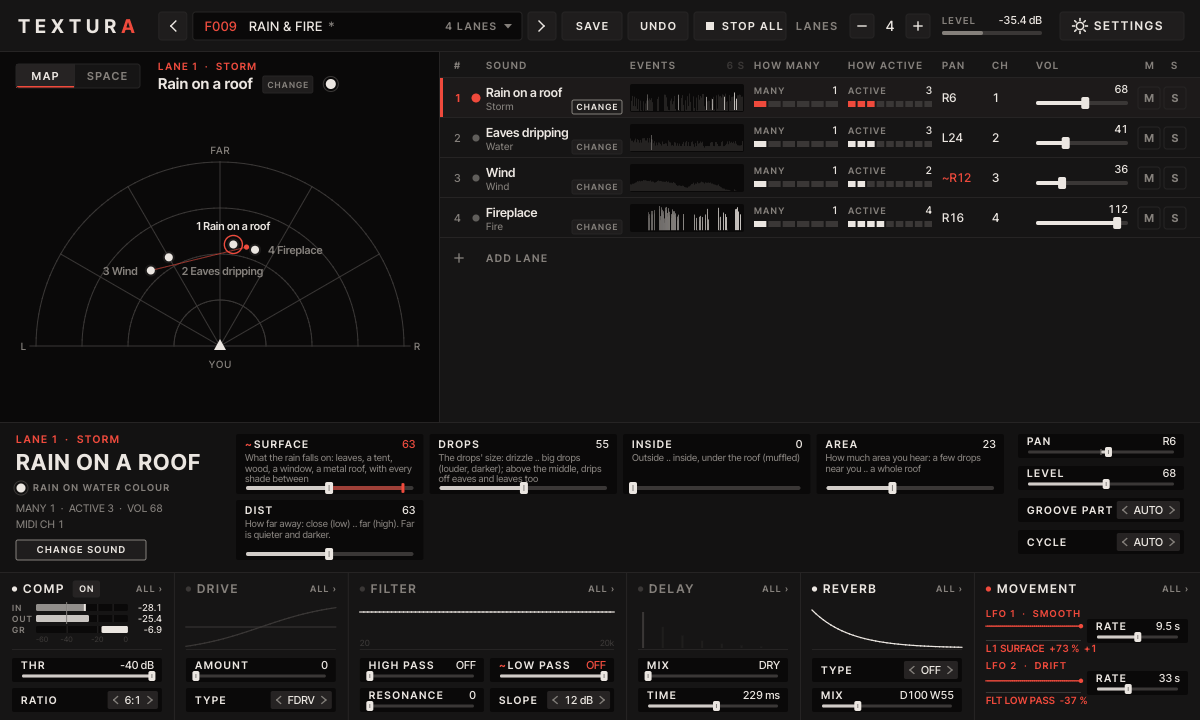 TEXTURA
F009 RAIN & FIRE * 4 LANES
SAVE
UNDO
STOP ALL
LANES
4
LEVEL -35.4 dB
SETTINGS
MAP
SPACE
LANE 1 · STORM
Rain on a roof
CHANGE
FAR
1 Rain on a roof
4 Fireplace
3 Wind
2 Eaves dripping
L
R
YOU
# SOUND EVENTS 6 S HOW MANY HOW ACTIVE PAN CH VOL M S
1 Rain on a roof Storm CHANGE MANY 1 ACTIVE 3 R6 1 68 M S
2 Eaves dripping Water CHANGE MANY 1 ACTIVE 3 L24 2 41 M S
3 Wind Wind CHANGE MANY 1 ACTIVE 2 ~R12 3 36 M S
4 Fireplace Fire CHANGE MANY 1 ACTIVE 4 R16 4 112 M S
+ ADD LANE
LANE 1 · STORM
RAIN ON A ROOF
RAIN ON WATER COLOUR
MANY 1 · ACTIVE 3 · VOL 68
MIDI CH 1
CHANGE SOUND
~SURFACE 63
What the rain falls on: leaves, a tent,
wood, a window, a metal roof, with every
shade between
DROPS 55
The drops' size: drizzle .. big drops
(louder, darker); above the middle, drips
off eaves and leaves too
INSIDE 0
Outside .. inside, under the roof (muffled)
AREA 23
How much area you hear: a few drops
near you .. a whole roof
DIST 63
How far away: close (low) .. far (high). Far
is quieter and darker.
PAN R6
LEVEL 68
GROOVE PART < AUTO >
CYCLE < AUTO >
COMP ON ALL ›
IN -28.1
OUT -25.4
GR -6.9
-60 -40 -20 0
THR -40 dB
RATIO < 6:1 >
DRIVE ALL ›
AMOUNT 0
TYPE < FDRV >
FILTER ALL ›
20 20k
HIGH PASS OFF
~LOW PASS OFF
RESONANCE 0
SLOPE < 12 dB >
DELAY ALL ›
MIX DRY
TIME 229 ms
REVERB ALL ›
TYPE < OFF >
MIX D100 W55
MOVEMENT ALL ›
LFO 1 · SMOOTH
RATE 9.5 s
L1 SURFACE +73 % +1
LFO 2 · DRIFT
RATE 33 s
FLT LOW PASS -37 %